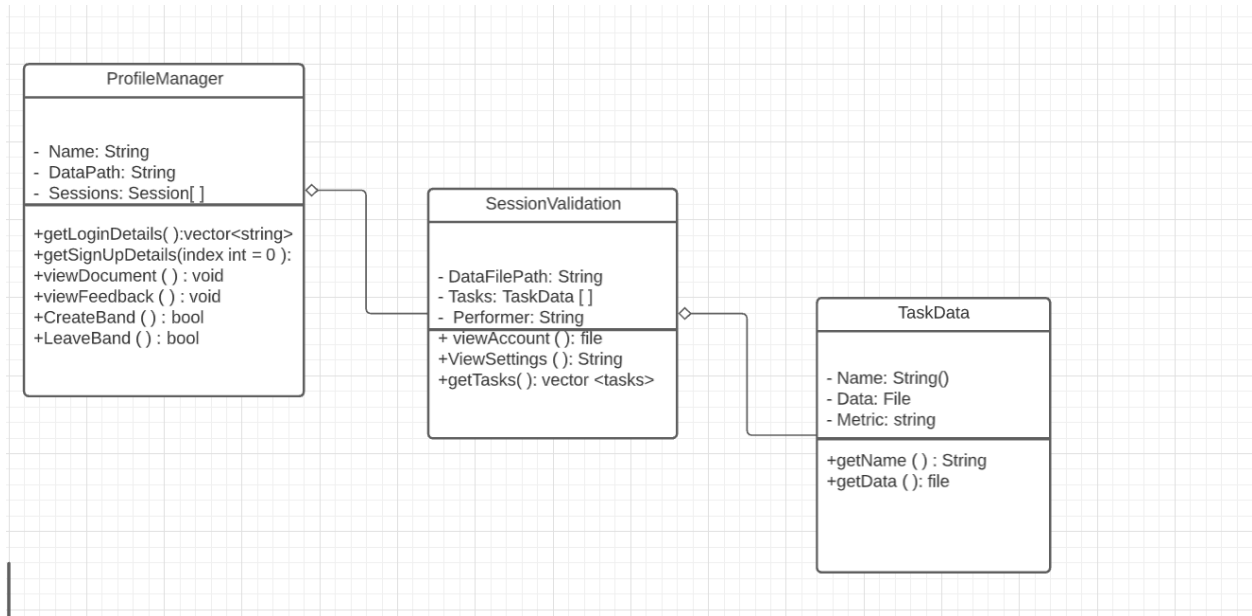 ProfileManager
- Name: String
- DataPath: String
- Sessions: Session[ ]
+getLoginDetails( ):vector<string>
+getSignUpDetails(index int = 0 ):
+viewDocument ( ) : void
+viewFeedback ( ) : void
+CreateBand ( ) : bool
+LeaveBand ( ) : bool
SessionValidation
- DataFilePath: String
- Tasks: TaskData [ ]
- Performer: String
+ viewAccount ( ): file
+ViewSettings ( ): String
+getTasks( ): vector <tasks>
TaskData
- Name: String()
- Data: File
- Metric: string
+getName ( ) : String
+getData ( ): file